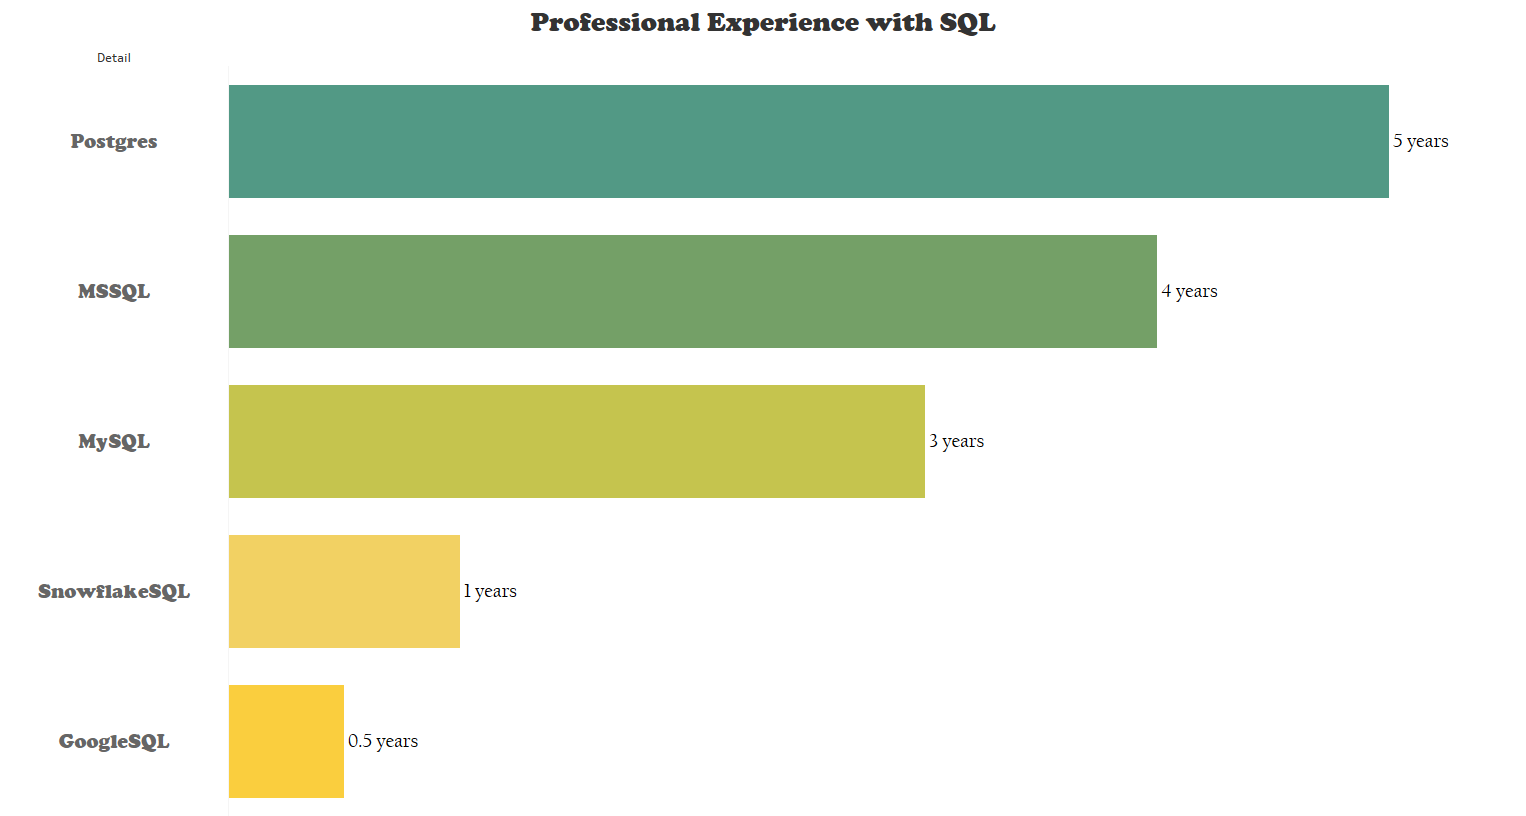 Professional Experience with SQL
Detail
Postgres
5 years
MSSQL
4 years
MySQL
3 years
SnowflakeSQL
1 years
GoogleSQL
0.5 years